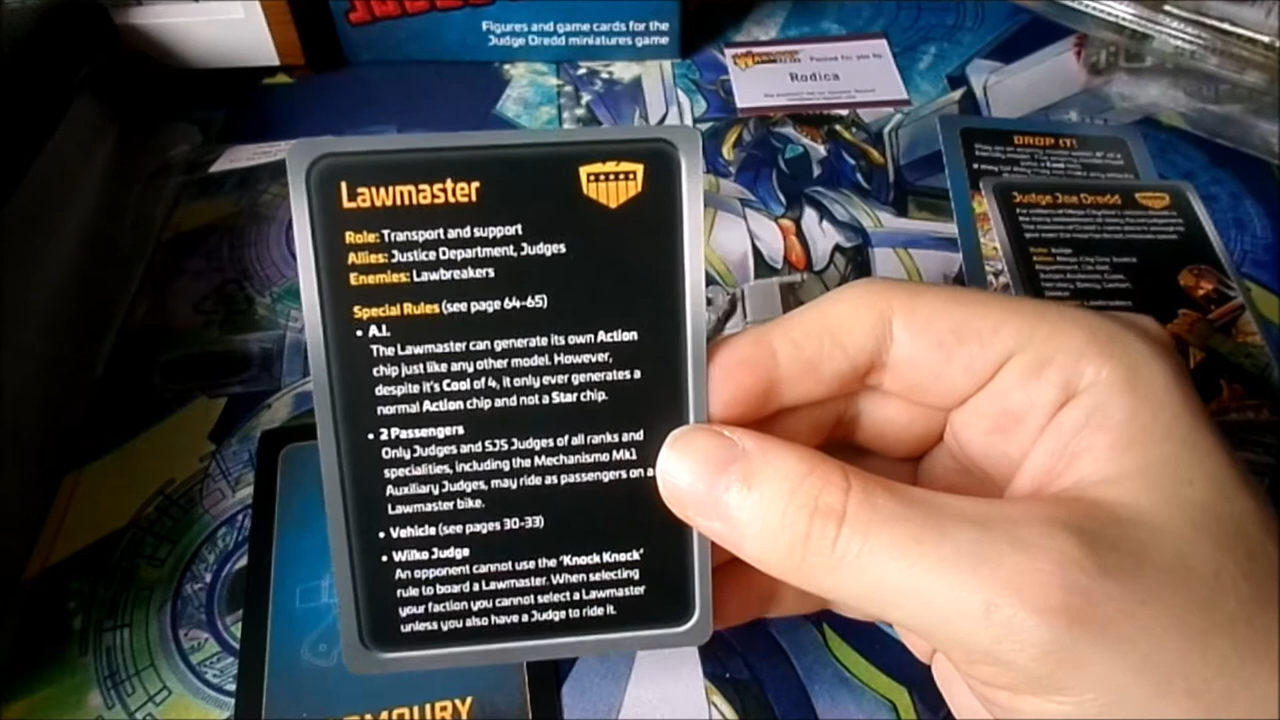 Figures and game cards for the
Judge Dredd miniatures game
WARLORD
Packed for you by:
Rodica
DROP IT!
Judge Joe Dredd
Role: Judge
Lawmaster
Role: Transport and support
Allies: Justice Department, Judges
Enemies: Lawbreakers
Special Rules (see page 64-65)
• A.I.
The Lawmaster can generate its own Action
chip just like any other model. However,
despite it's Cool of 4, it only ever generates a
normal Action chip and not a Star chip.
• 2 Passengers
Only Judges and SJS Judges of all ranks and
specialities, including the Mechanismo Mk1
Auxiliary Judges, may ride as passengers on a
Lawmaster bike.
• Vehicle (see pages 30-33)
• Wilko Judge
An opponent cannot use the 'Knock Knock'
rule to board a Lawmaster. When selecting
your faction you cannot select a Lawmaster
unless you also have a Judge to ride it.
RMOURY